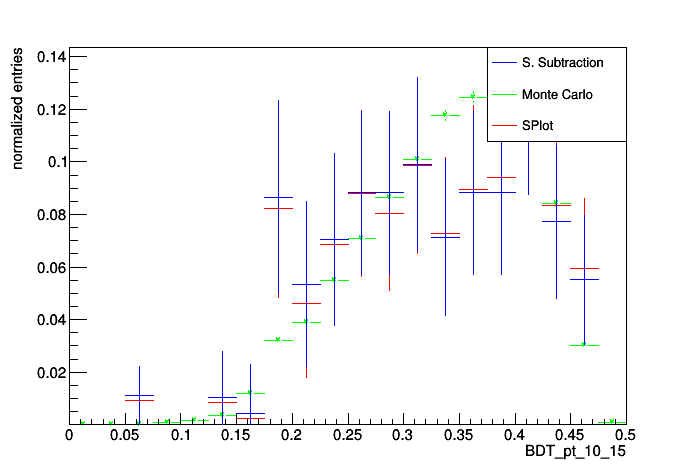 normalized entries
0.14
0.12
0.1
0.08
0.06
0.04
0.02
S. Subtraction
Monte Carlo
SPlot
0 0.05 0.1 0.15 0.2 0.25 0.3 0.35 0.4 0.45 0.5
BDT_pt_10_15